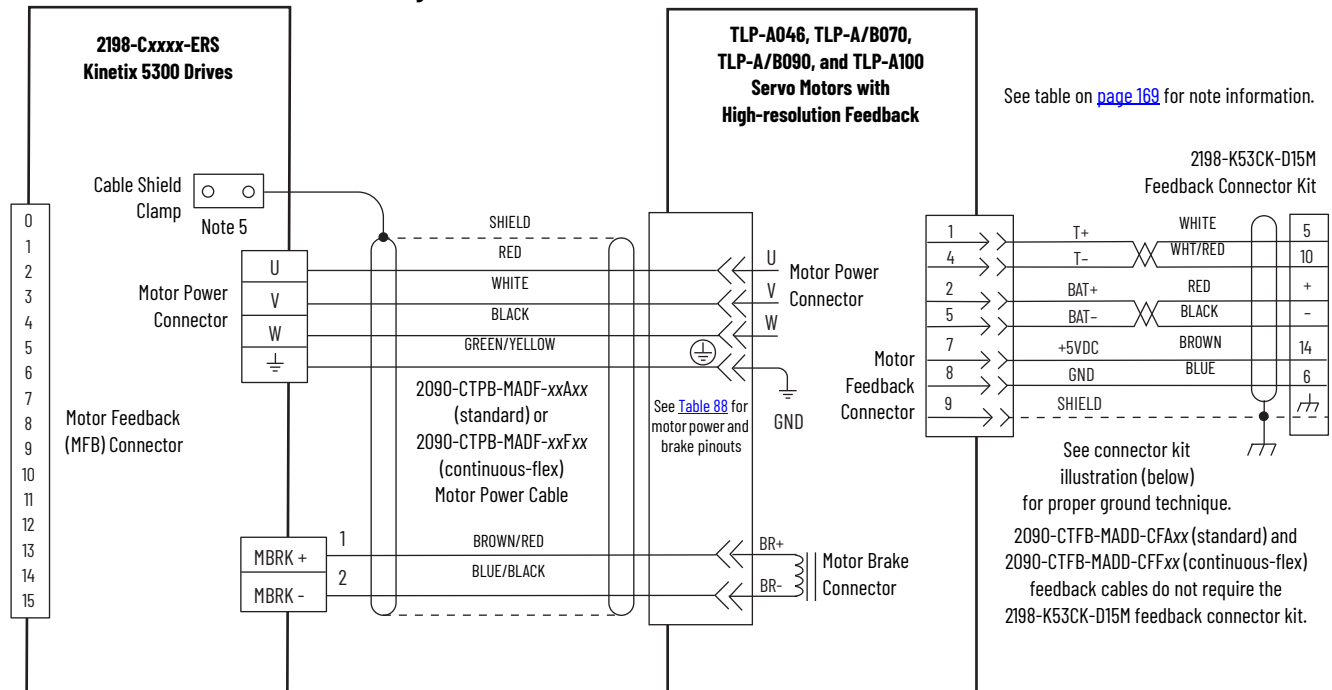 2198-Cxxxx-ERS
Kinetix 5300 Drives
Cable Shield
Clamp
Note 5
0
1
2
3
4
5
6
7
8
9
10
11
12
13
14
15
Motor Feedback
(MFB) Connector
Motor Power
Connector
U
V
W
MBRK +
MBRK -
1
2
SHIELD
RED
WHITE
BLACK
GREEN/YELLOW
2090-CTPB-MADF-xxAxx
(standard) or
2090-CTPB-MADF-xxFxx
(continuous-flex)
Motor Power Cable
BROWN/RED
BLUE/BLACK
TLP-A046, TLP-A/B070,
TLP-A/B090, and TLP-A100
Servo Motors with
High-resolution Feedback
U
V
W
Motor Power
Connector
GND
See Table 88 for
motor power and
brake pinouts
BR+
BR-
Motor Brake
Connector
Motor
Feedback
Connector
See table on page 169 for note information.
2198-K53CK-D15M
Feedback Connector Kit
1 T+ WHITE 5
4 T- WHT/RED 10
2 BAT+ RED +
5 BAT- BLACK -
7 +5VDC BROWN 14
8 GND BLUE 6
9 SHIELD
See connector kit
illustration (below)
for proper ground technique.
2090-CTFB-MADD-CFAxx (standard) and
2090-CTFB-MADD-CFFxx (continuous-flex)
feedback cables do not require the
2198-K53CK-D15M feedback connector kit.